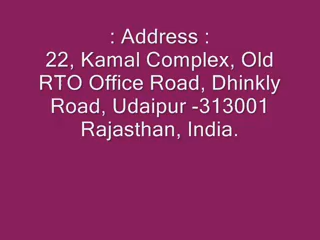 : Address :
22, Kamal Complex, Old
RTO Office Road, Dhinkly
Road, Udaipur -313001
Rajasthan, India.